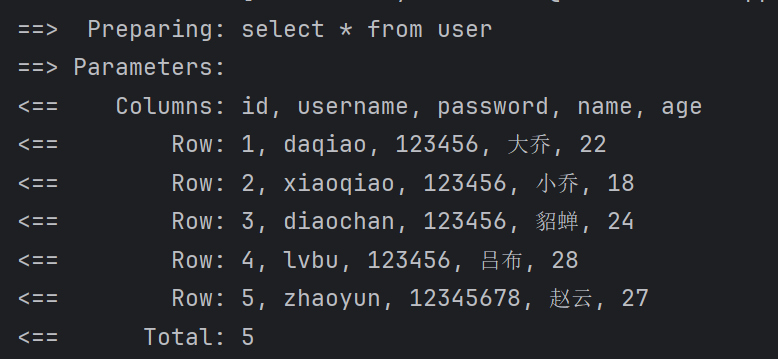 ==>  Preparing: select * from user
==> Parameters:
<==    Columns: id, username, password, name, age
<==        Row: 1, daqiao, 123456, 大乔, 22
<==        Row: 2, xiaoqiao, 123456, 小乔, 18
<==        Row: 3, diaochan, 123456, 貂蝉, 24
<==        Row: 4, lvbu, 123456, 吕布, 28
<==        Row: 5, zhaoyun, 12345678, 赵云, 27
<==      Total: 5